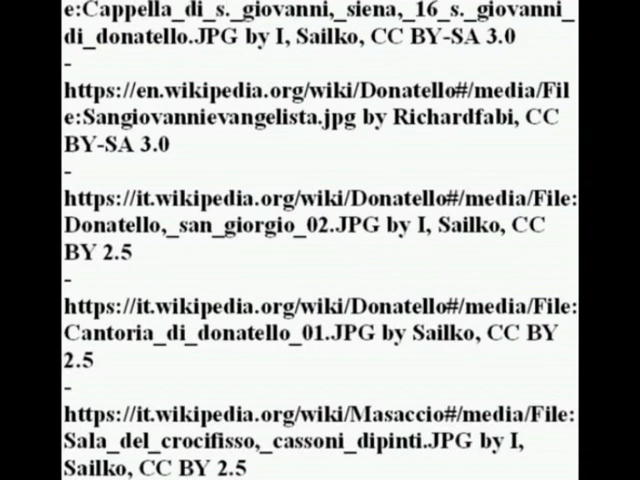 e:Cappella_di_s._giovanni,_siena,_16_s._giovanni_
di_donatello.JPG by I, Sailko, CC BY-SA 3.0
-
https://en.wikipedia.org/wiki/Donatello#/media/Fil
e:Sangiovannievangelista.jpg by Richardfabi, CC
BY-SA 3.0
-
https://it.wikipedia.org/wiki/Donatello#/media/File:
Donatello,_san_giorgio_02.JPG by I, Sailko, CC
BY 2.5
-
https://it.wikipedia.org/wiki/Donatello#/media/File:
Cantoria_di_donatello_01.JPG by Sailko, CC BY
2.5
-
https://it.wikipedia.org/wiki/Masaccio#/media/File:
Sala_del_crocifisso,_cassoni_dipinti.JPG by I,
Sailko, CC BY 2.5